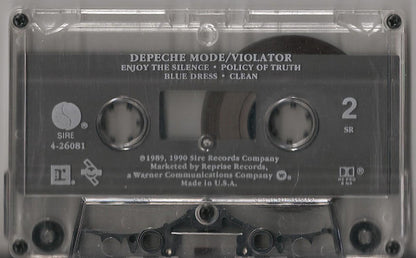 DEPECHE MODE/VIOLATOR
ENJOY THE SILENCE • POLICY OF TRUTH
BLUE DRESS • CLEAN
2
SR
®
SIRE
4-26081
℗1989, 1990 Sire Records Company
Marketed by Reprise Records,
a Warner Communications Company
Made in U.S.A.